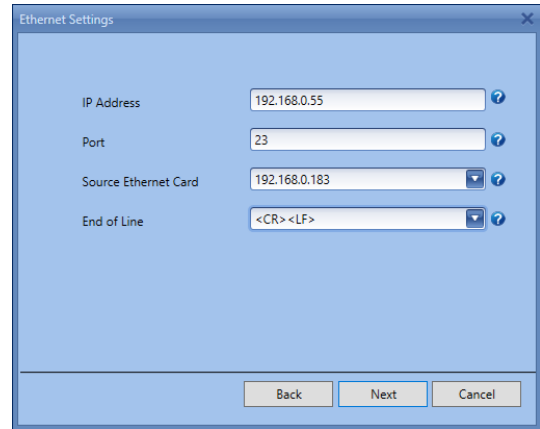 Ethernet Settings
IP Address 192.168.0.55
Port 23
Source Ethernet Card 192.168.0.183
End of Line <CR><LF>
Back Next Cancel